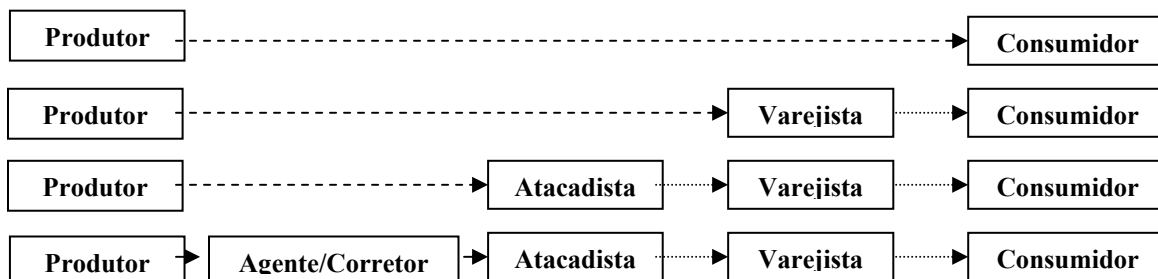 Produtor Consumidor
Produtor Varejista Consumidor
Produtor Atacadista Varejista Consumidor
Produtor Agente/Corretor Atacadista Varejista Consumidor